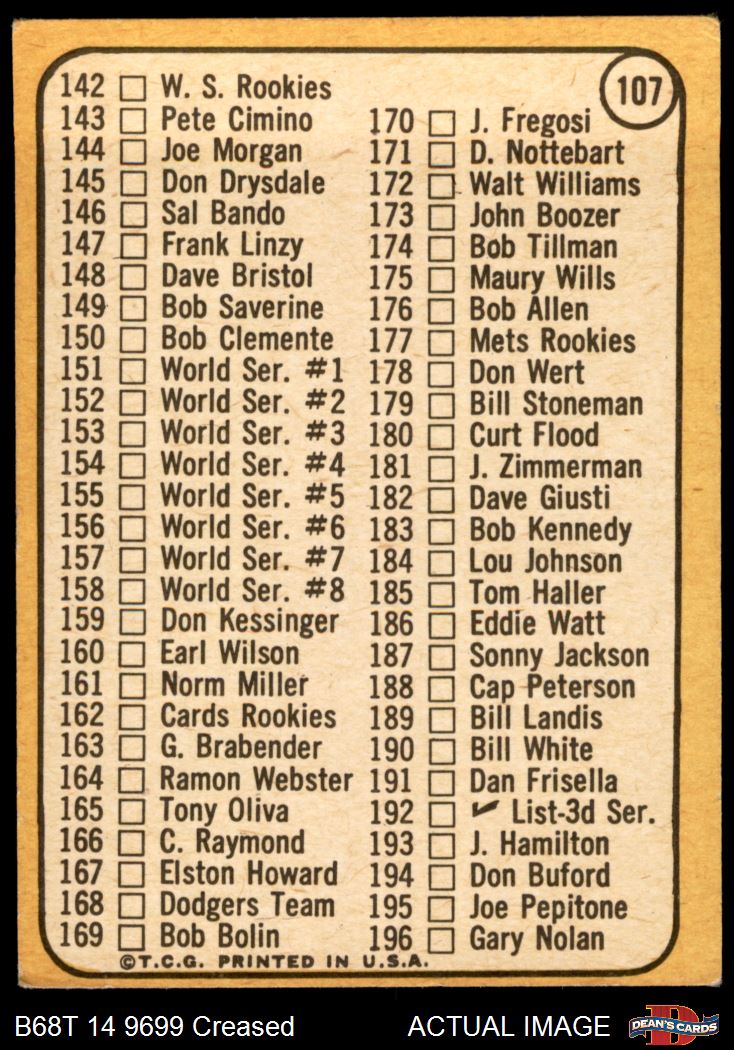 107
142 W. S. Rookies
143 Pete Cimino
144 Joe Morgan
145 Don Drysdale
146 Sal Bando
147 Frank Linzy
148 Dave Bristol
149 Bob Saverine
150 Bob Clemente
151 World Ser. #1
152 World Ser. #2
153 World Ser. #3
154 World Ser. #4
155 World Ser. #5
156 World Ser. #6
157 World Ser. #7
158 World Ser. #8
159 Don Kessinger
160 Earl Wilson
161 Norm Miller
162 Cards Rookies
163 G. Brabender
164 Ramon Webster
165 Tony Oliva
166 C. Raymond
167 Elston Howard
168 Dodgers Team
169 Bob Bolin
170 J. Fregosi
171 D. Nottebart
172 Walt Williams
173 John Boozer
174 Bob Tillman
175 Maury Wills
176 Bob Allen
177 Mets Rookies
178 Don Wert
179 Bill Stoneman
180 Curt Flood
181 J. Zimmerman
182 Dave Giusti
183 Bob Kennedy
184 Lou Johnson
185 Tom Haller
186 Eddie Watt
187 Sonny Jackson
188 Cap Peterson
189 Bill Landis
190 Bill White
191 Dan Frisella
192 ✔ List-3d Ser.
193 J. Hamilton
194 Don Buford
195 Joe Pepitone
196 Gary Nolan
©T.C.G. PRINTED IN U.S.A.
B68T 14 9699 Creased
ACTUAL IMAGE
D
DEAN'S CARDS